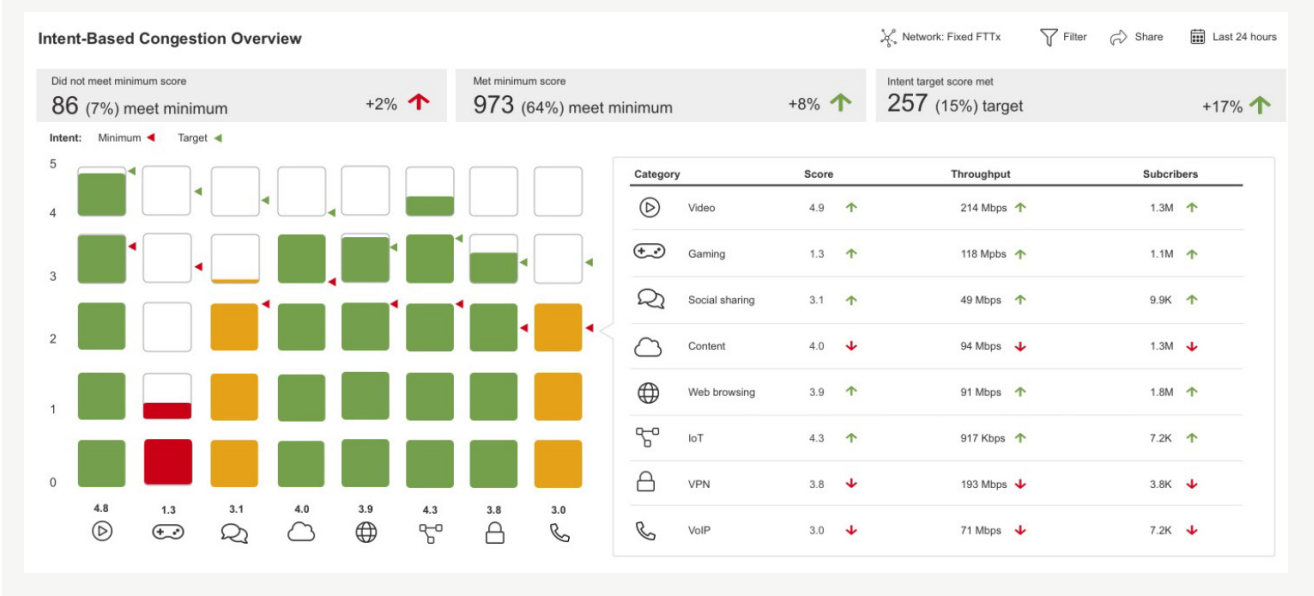 Intent-Based Congestion Overview
Network: Fixed FTTx
Filter
Share
Last 24 hours
Did not meet minimum score
86 (7%) meet minimum
+2%
Met minimum score
973 (64%) meet minimum
+8%
Intent target score met
257 (15%) target
+17%
Intent: Minimum Target
5
4
3
2
1
0
4.8 1.3 3.1 4.0 3.9 4.3 3.8 3.0
Category Score Throughput Subcribers
Video 4.9 214 Mbps 1.3M
Gaming 1.3 118 Mpbs 1.1M
Social sharing 3.1 49 Mbps 9.9K
Content 4.0 94 Mbps 1.3M
Web browsing 3.9 91 Mbps 1.8M
IoT 4.3 917 Kbps 7.2K
VPN 3.8 193 Mbps 3.8K
VoIP 3.0 71 Mbps 7.2K